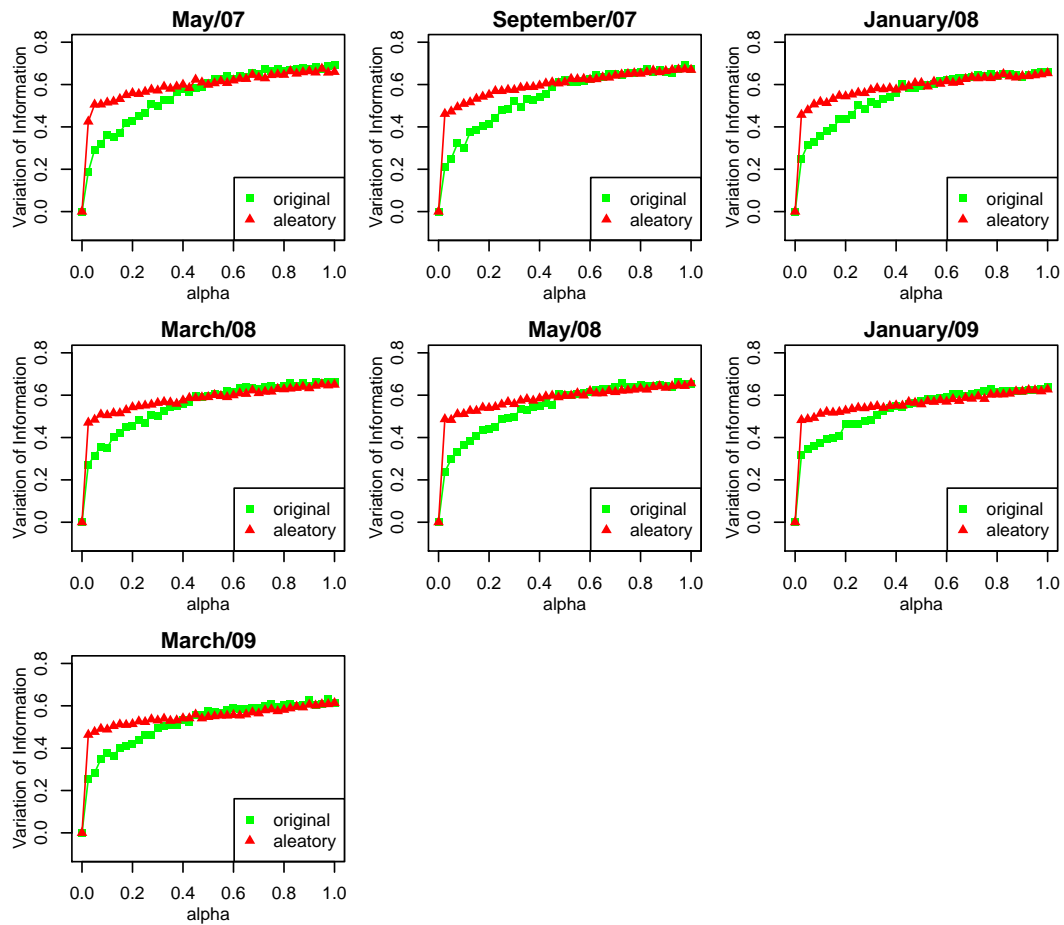 May/07
Variation of Information
0.0 0.2 0.4 0.6 0.8
original
aleatory
0.0 0.2 0.4 0.6 0.8 1.0
alpha
September/07
Variation of Information
0.0 0.2 0.4 0.6 0.8
original
aleatory
0.0 0.2 0.4 0.6 0.8 1.0
alpha
January/08
Variation of Information
0.0 0.2 0.4 0.6 0.8
original
aleatory
0.0 0.2 0.4 0.6 0.8 1.0
alpha
March/08
Variation of Information
0.0 0.2 0.4 0.6 0.8
original
aleatory
0.0 0.2 0.4 0.6 0.8 1.0
alpha
May/08
Variation of Information
0.0 0.2 0.4 0.6 0.8
original
aleatory
0.0 0.2 0.4 0.6 0.8 1.0
alpha
January/09
Variation of Information
0.0 0.2 0.4 0.6 0.8
original
aleatory
0.0 0.2 0.4 0.6 0.8 1.0
alpha
March/09
Variation of Information
0.0 0.2 0.4 0.6 0.8
original
aleatory
0.0 0.2 0.4 0.6 0.8 1.0
alpha